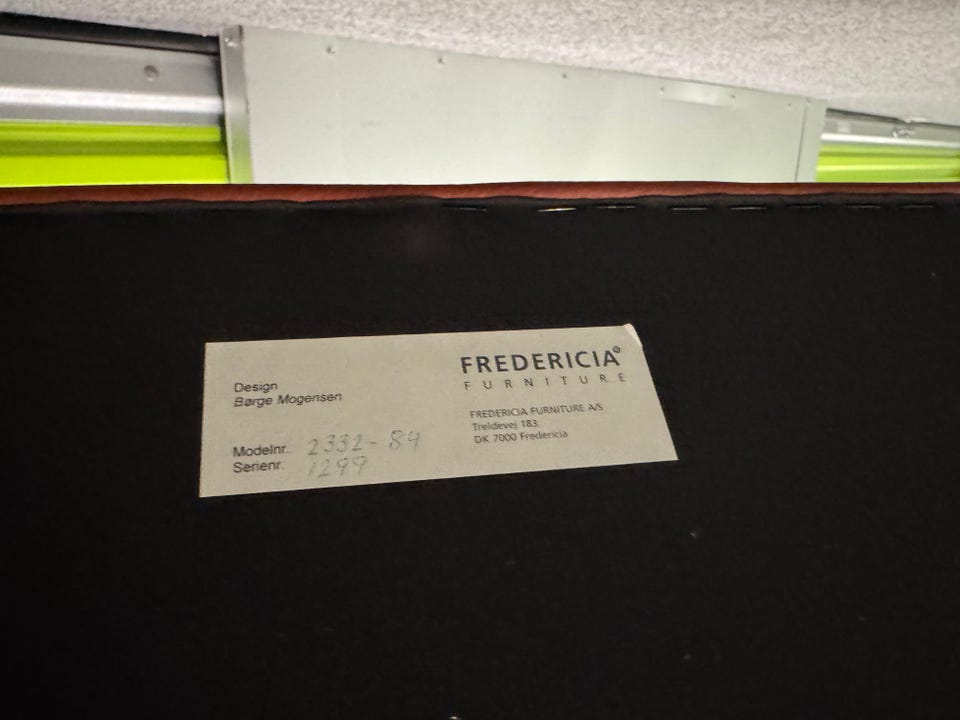 Design
Børge Mogensen
Modelnr. 2332-84
Serienr. 1299
FREDERICIA®
FURNITURE
FREDERICIA FURNITURE A/S
Treldevej 183
DK 7000 Fredericia